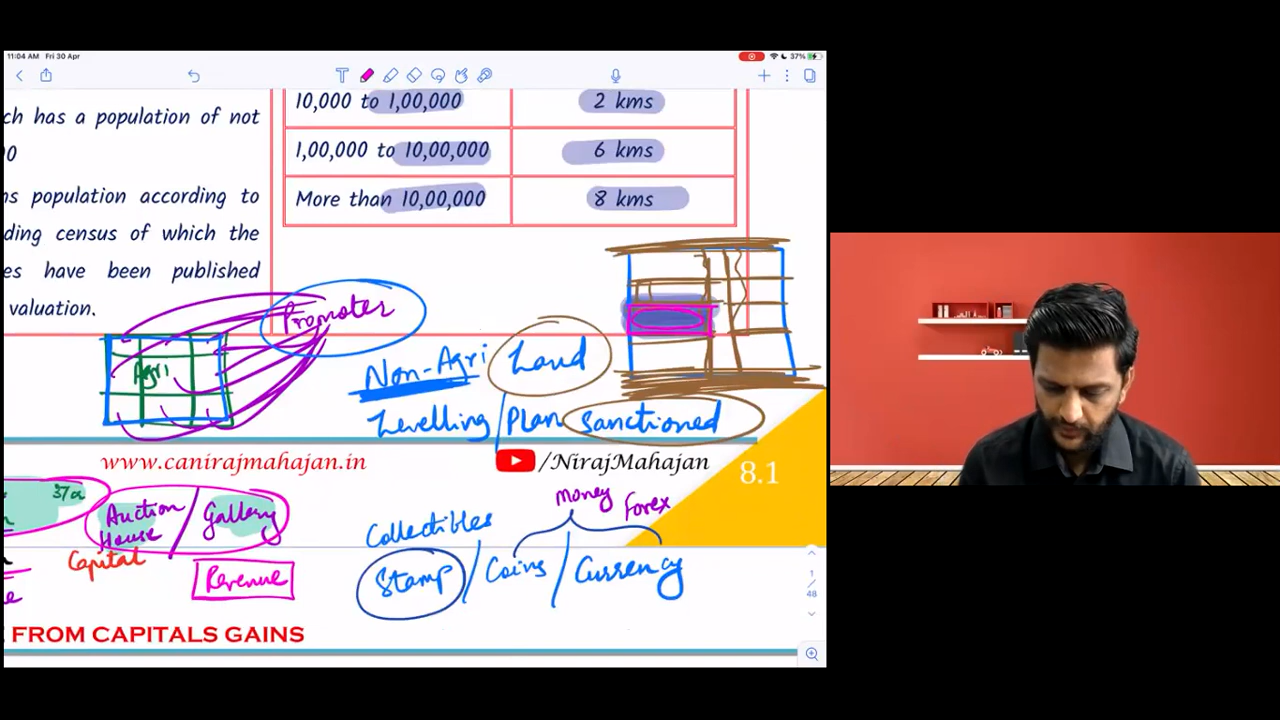 11:04 AM Fri 30 Apr
37%
ch has a population of not
00
ns population according to
ding census of which the
es have been published
valuation.
10,000 to 1,00,000 2 kms
1,00,000 to 10,00,000 6 kms
More than 10,00,000 8 kms
Promoter
Agri
Non-Agri Land
Levelling / Plan Sanctioned
www.canirajmahajan.in
/NirajMahajan
8.1
37a
Auction House / Gallery
Capital
Revenue
Money Forex
Collectibles
Stamp / Coins / Currency
FROM CAPITALS GAINS
1
/
48